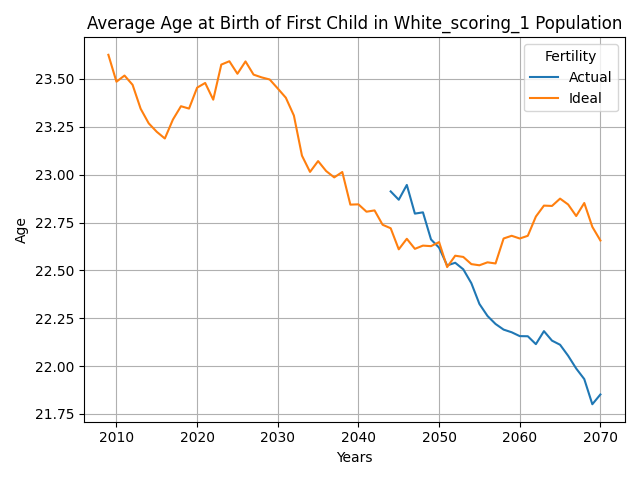 Average Age at Birth of First Child in White_scoring_1 Population
Fertility
Actual
Ideal
Age
23.50
23.25
23.00
22.75
22.50
22.25
22.00
21.75
2010 2020 2030 2040 2050 2060 2070
Years